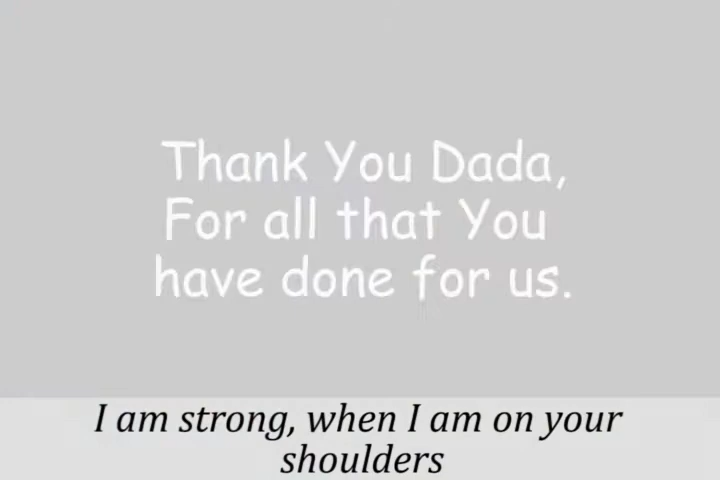 Thank You Dada,
For all that You
have done for us.
I am strong, when I am on your
shoulders